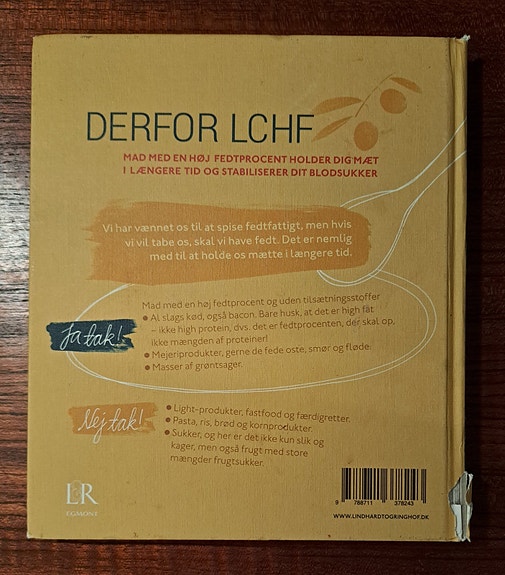 DERFOR LCHF
MAD MED EN HØJ FEDTPROCENT HOLDER DIG MÆT
I LÆNGERE TID OG STABILISERER DIT BLODSUKKER
Vi har vænnet os til at spise fedtfattigt, men hvis
vi vil tabe os, skal vi have fedt. Det er nemlig
med til at holde os mætte i længere tid.
Mad med en høj fedtprocent og uden tilsætningsstoffer
• Al slags kød, også bacon. Bare husk, at det er high fat
– ikke high protein, dvs. det er fedtprocenten, der skal op,
ikke mængden af proteiner!
Ja tak!
• Mejeriprodukter, gerne de fede oste, smør og fløde.
• Masser af grøntsager.
Nej tak!
• Light-produkter, fastfood og færdigretter.
• Pasta, ris, brød og kornprodukter.
• Sukker, og her er det ikke kun slik og
kager, men også frugt med store
mængder frugtsukker.
L&R
EGMONT
9 788711 378243
WWW.LINDHARDTOGRINGHOF.DK